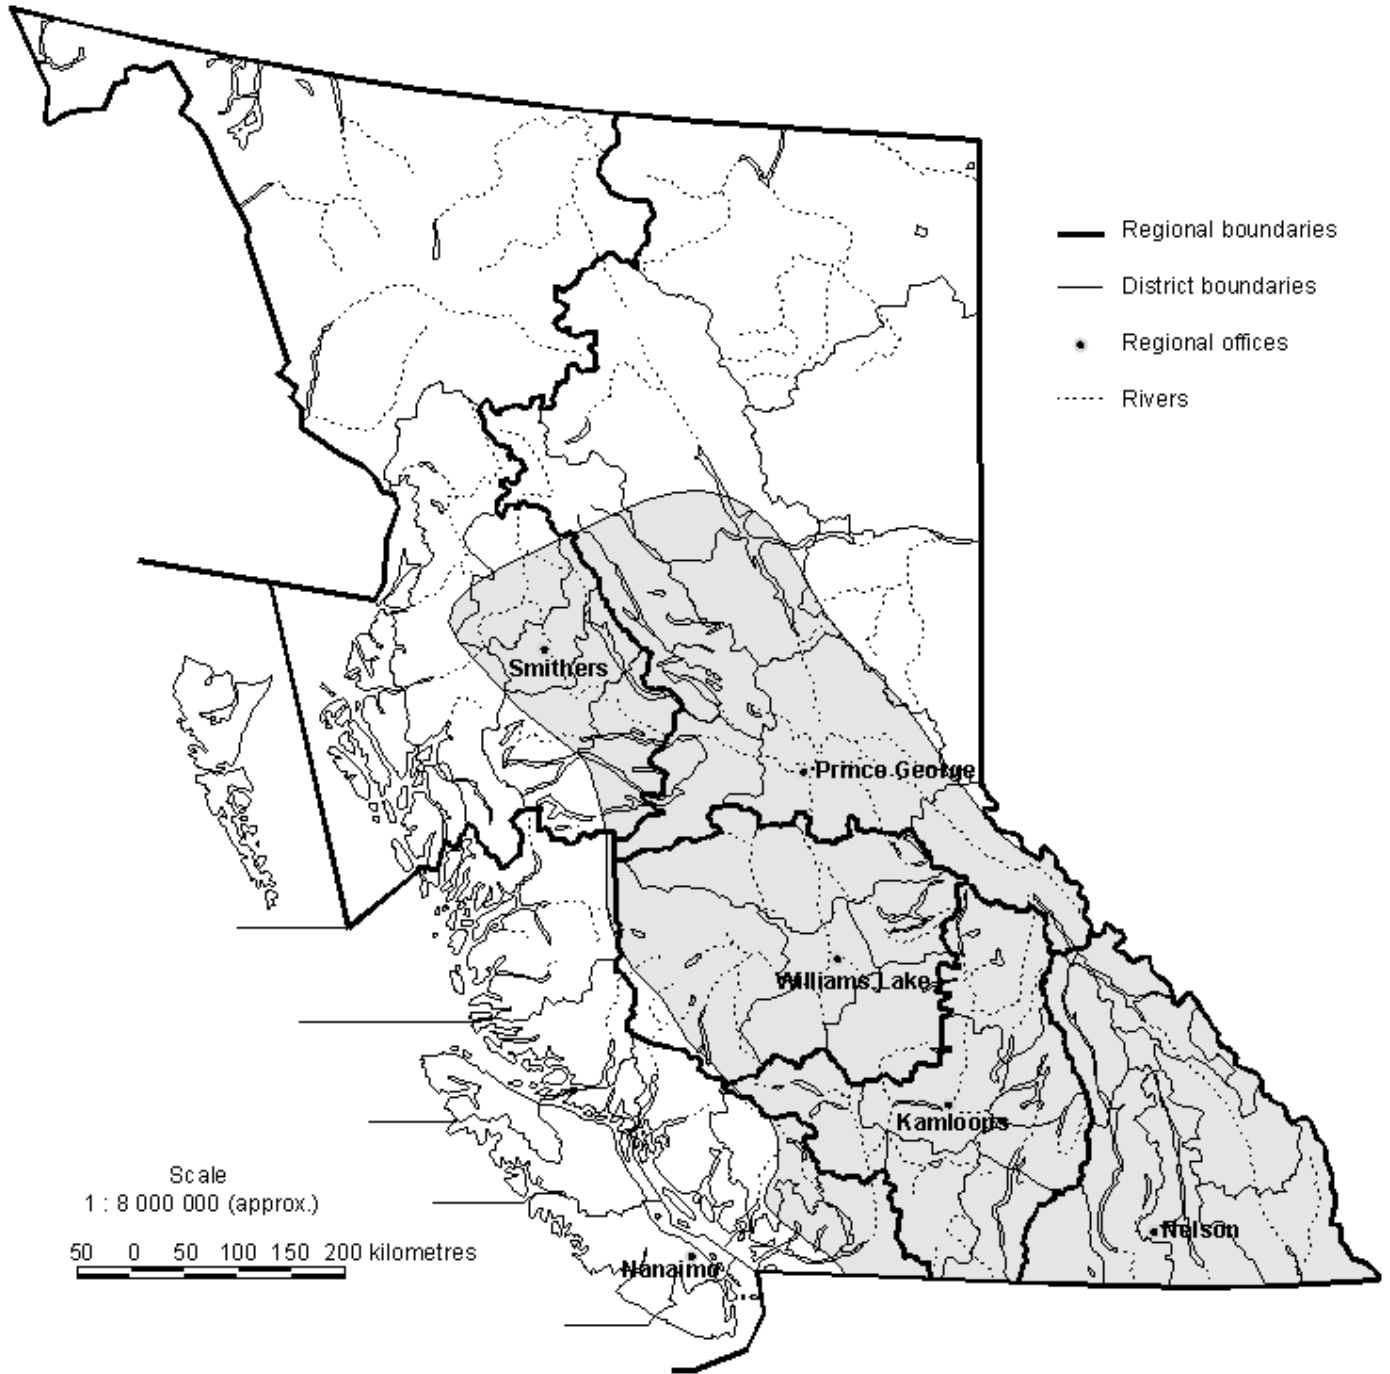 Regional boundaries
District boundaries
Regional offices
Rivers
Smithers
Prince George
Williams Lake
Kamloops
Nelson
Nanaimo
Scale
1 : 8 000 000 (approx.)
50 0 50 100 150 200 kilometres